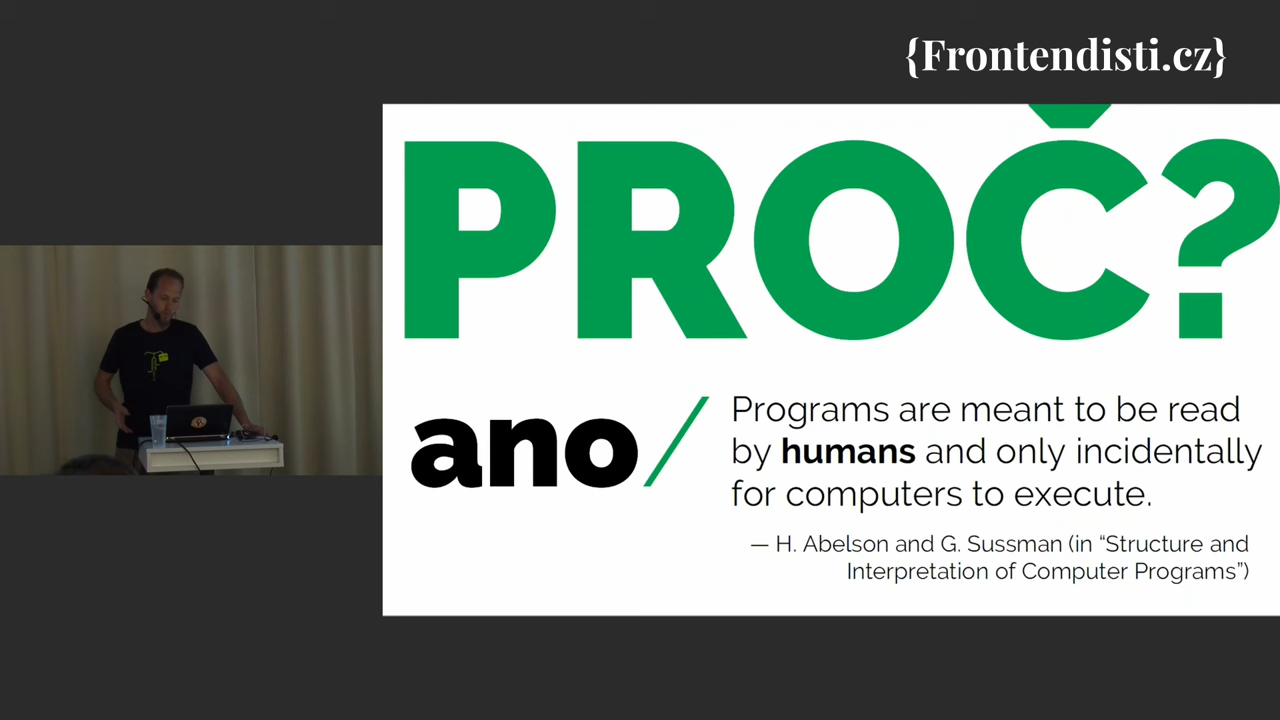 {Frontendisti.cz}
PROČ?
ano/
Programs are meant to be read
by humans and only incidentally
for computers to execute.
— H. Abelson and G. Sussman (in “Structure and
Interpretation of Computer Programs”)